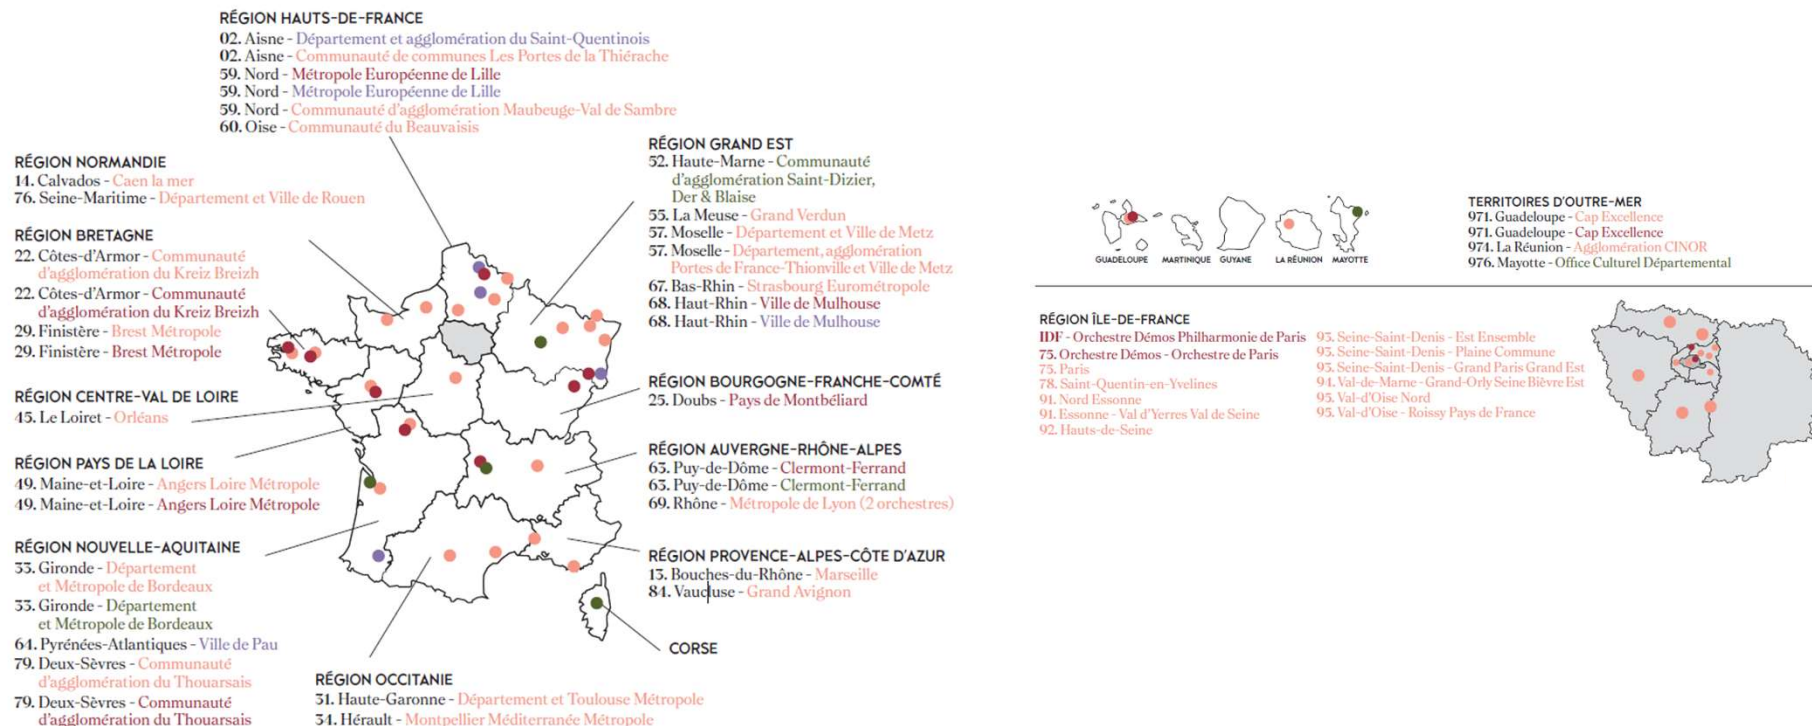 RÉGION HAUTS-DE-FRANCE
02. Aisne - Département et agglomération du Saint-Quentinois
02. Aisne - Communauté de communes Les Portes de la Thiérache
59. Nord - Métropole Européenne de Lille
59. Nord - Métropole Européenne de Lille
59. Nord - Communauté d'agglomération Maubeuge-Val de Sambre
60. Oise - Communauté du Beauvaisis
RÉGION NORMANDIE
14. Calvados - Caen la mer
76. Seine-Maritime - Département et Ville de Rouen
RÉGION BRETAGNE
22. Côtes-d'Armor - Communauté
d'agglomération du Kreiz Breizh
22. Côtes-d'Armor - Communauté
d'agglomération du Kreiz Breizh
29. Finistère - Brest Métropole
29. Finistère - Brest Métropole
RÉGION CENTRE-VAL DE LOIRE
45. Le Loiret - Orléans
RÉGION PAYS DE LA LOIRE
49. Maine-et-Loire - Angers Loire Métropole
49. Maine-et-Loire - Angers Loire Métropole
RÉGION NOUVELLE-AQUITAINE
33. Gironde - Département
et Métropole de Bordeaux
33. Gironde - Département
et Métropole de Bordeaux
64. Pyrénées-Atlantiques - Ville de Pau
79. Deux-Sèvres - Communauté
d'agglomération du Thouarsais
79. Deux-Sèvres - Communauté
d'agglomération du Thouarsais
RÉGION OCCITANIE
31. Haute-Garonne - Département et Toulouse Métropole
34. Hérault - Montpellier Méditerranée Métropole
RÉGION GRAND EST
52. Haute-Marne - Communauté
d'agglomération Saint-Dizier,
Der & Blaise
55. La Meuse - Grand Verdun
57. Moselle - Département et Ville de Metz
57. Moselle - Département, agglomération
Portes de France-Thionville et Ville de Metz
67. Bas-Rhin - Strasbourg Eurométropole
68. Haut-Rhin - Ville de Mulhouse
68. Haut-Rhin - Ville de Mulhouse
RÉGION BOURGOGNE-FRANCHE-COMTÉ
25. Doubs - Pays de Montbéliard
RÉGION AUVERGNE-RHÔNE-ALPES
63. Puy-de-Dôme - Clermont-Ferrand
63. Puy-de-Dôme - Clermont-Ferrand
69. Rhône - Métropole de Lyon (2 orchestres)
RÉGION PROVENCE-ALPES-CÔTE D'AZUR
13. Bouches-du-Rhône - Marseille
84. Vaucluse - Grand Avignon
CORSE
GUADELOUPE
MARTINIQUE
GUYANE
LA RÉUNION
MAYOTTE
TERRITOIRES D'OUTRE-MER
971. Guadeloupe - Cap Excellence
971. Guadeloupe - Cap Excellence
974. La Réunion - Agglomération CINOR
976. Mayotte - Office Culturel Départemental
RÉGION ÎLE-DE-FRANCE
IDF - Orchestre Démos Philharmonie de Paris
75. Orchestre Démos - Orchestre de Paris
75. Paris
78. Saint-Quentin-en-Yvelines
91. Nord Essonne
91. Essonne - Val d'Yerres Val de Seine
92. Hauts-de-Seine
93. Seine-Saint-Denis - Est Ensemble
93. Seine-Saint-Denis - Plaine Commune
93. Seine-Saint-Denis - Grand Paris Grand Est
94. Val-de-Marne - Grand-Orly Seine Bièvre Est
95. Val-d'Oise Nord
95. Val-d'Oise - Roissy Pays de France